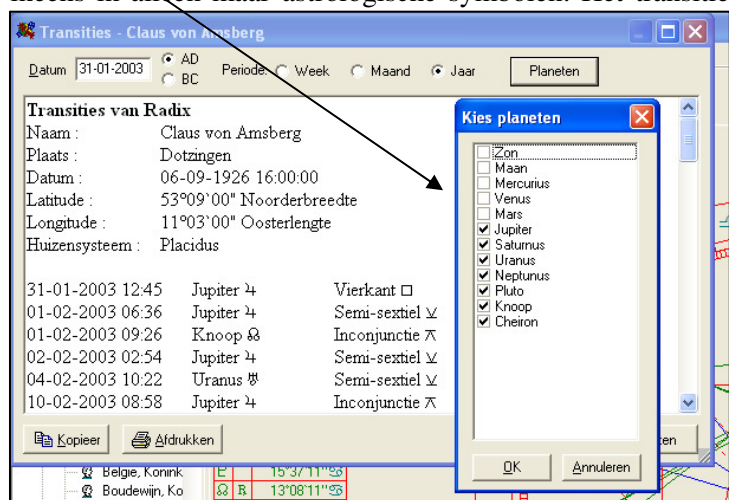 Transities - Claus von Amsberg
Datum 31-01-2003 AD BC Periode: Week Maand Jaar Planeten
Transities van Radix
Naam : Claus von Amsberg
Plaats : Dotzingen
Datum : 06-09-1926 16:00:00
Latitude : 53°09'00" Noorderbreedte
Longitude : 11°03'00" Oosterlengte
Huizensysteem : Placidus
31-01-2003 12:45 Jupiter ♃ Vierkant □
01-02-2003 06:36 Jupiter ♃ Semi-sextiel ⚺
01-02-2003 09:26 Knoop ☊ Inconjunctie ⚻
02-02-2003 02:54 Jupiter ♃ Semi-sextiel ⚺
04-02-2003 10:22 Uranus ♅ Semi-sextiel ⚺
10-02-2003 08:58 Jupiter ♃ Inconjunctie ⚻
Kopieer Afdrukken
Kies planeten
Zon
Maan
Mercurius
Venus
Mars
Jupiter
Saturnus
Uranus
Neptunus
Pluto
Knoop
Cheiron
OK Annuleren
Belgie, Konink 15°37'11"♋
Boudewijn, Ko ☊ R 13°08'11"♋